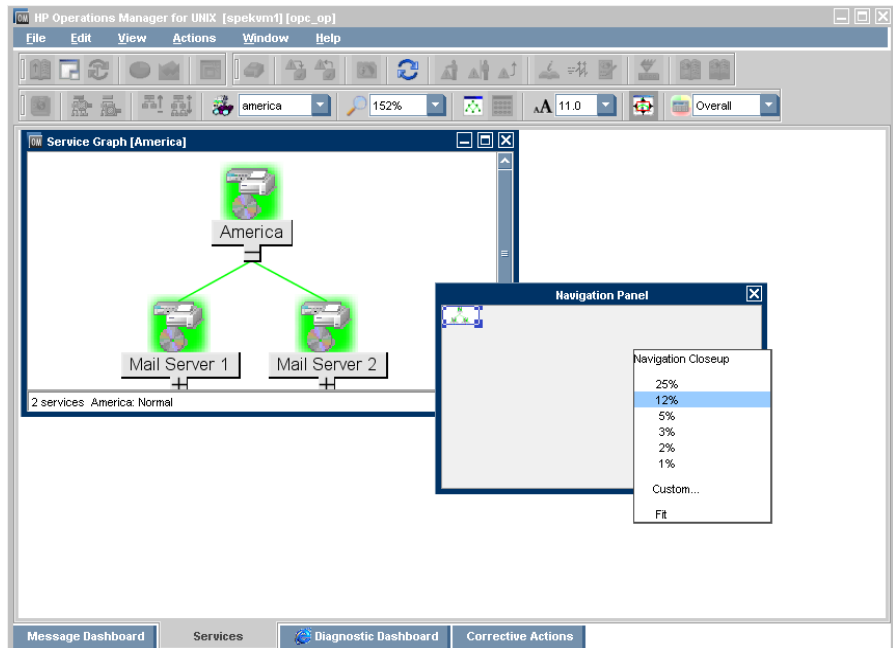 HP Operations Manager for UNIX [spekvm1] [opc_op]
File Edit View Actions Window Help
america 152% AA 11.0 Overall
OM Service Graph [America]
America
Mail Server 1 Mail Server 2
2 services America: Normal
Navigation Panel
Navigation Closeup
25%
12%
5%
3%
2%
1%
Custom...
Fit
Message Dashboard Services Diagnostic Dashboard Corrective Actions